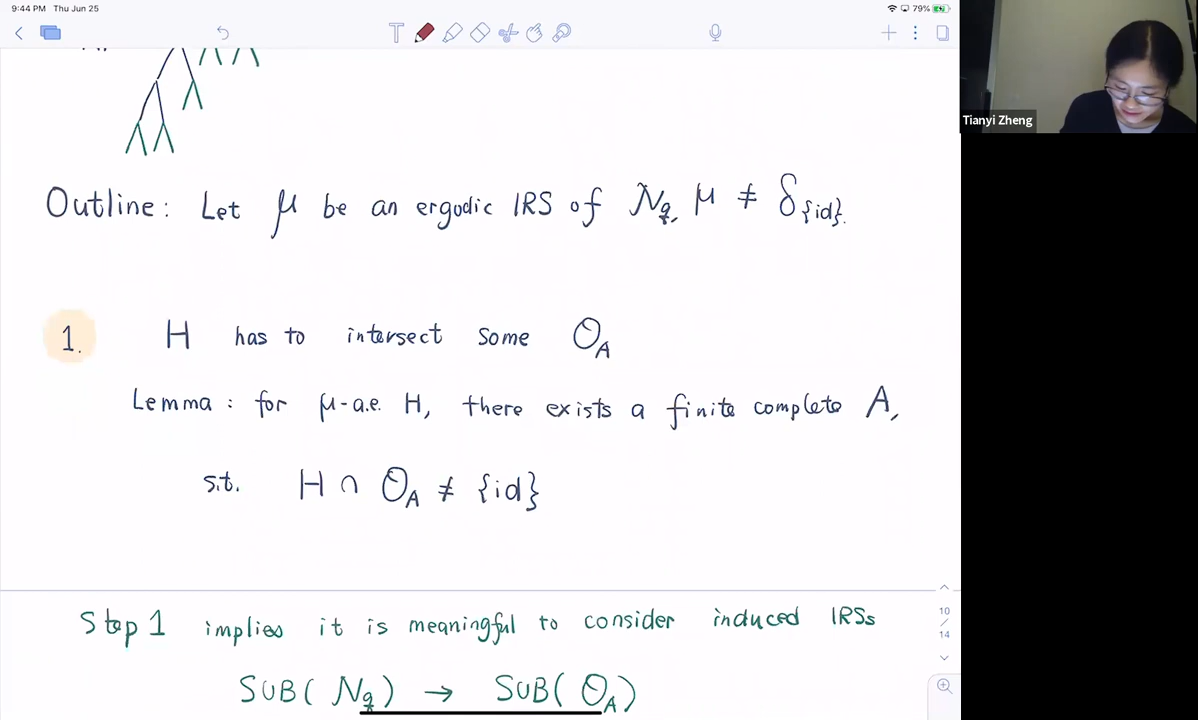 9:44 PM Thu Jun 25
79%
Tianyi Zheng
Outline: Let μ be an ergodic IRS of N_q, μ ≠ δ_{id}.
1. H has to intersect some O_A
Lemma: for μ-a.e. H, there exists a finite complete A,
s.t. H ∩ O_A ≠ {id}
Step 1 implies it is meaningful to consider induced IRSs
SUB(N_q) → SUB(O_A)
10
/
14